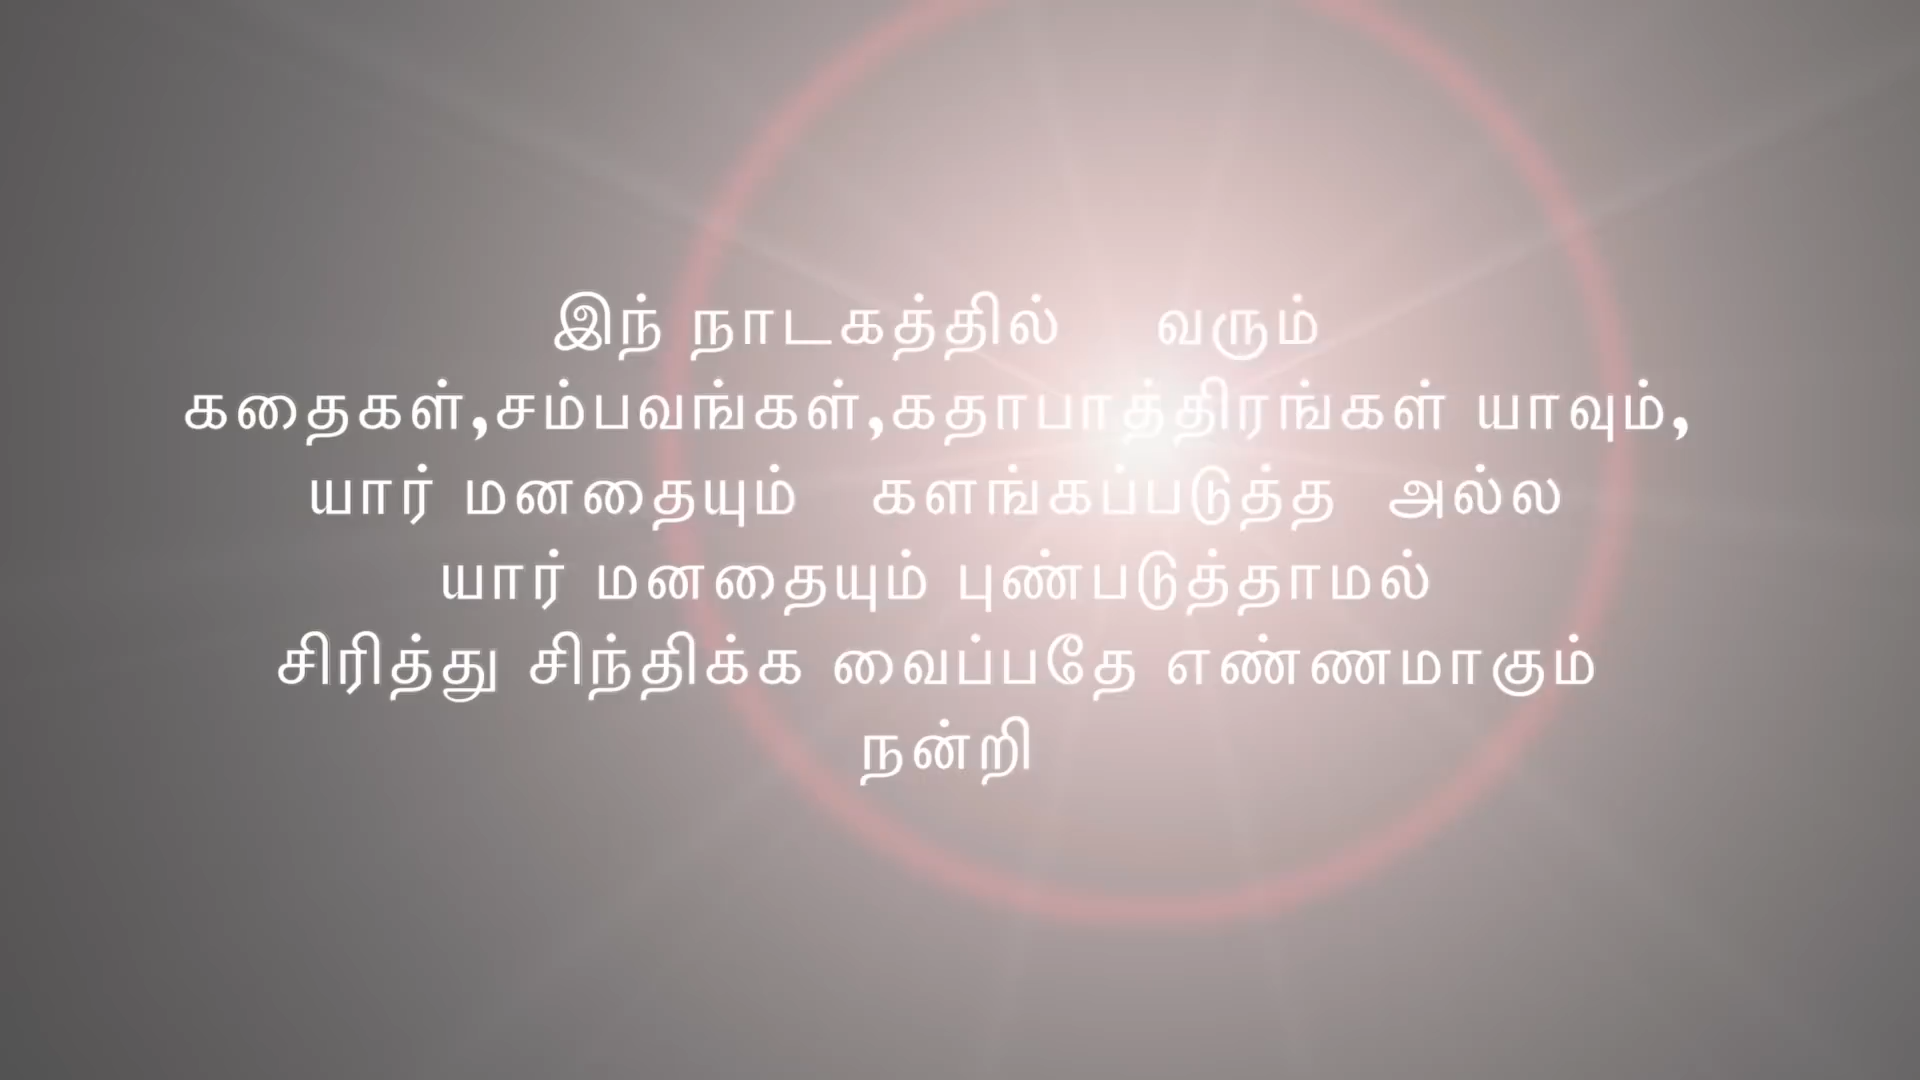 இந் நாடகத்தில் வரும்
கதைகள்,சம்பவங்கள்,கதாபாத்திரங்கள் யாவும்,
யார் மனதையும் களங்கப்படுத்த அல்ல
யார் மனதையும் புண்படுத்தாமல்
சிரித்து சிந்திக்க வைப்பதே எண்ணமாகும்
நன்றி